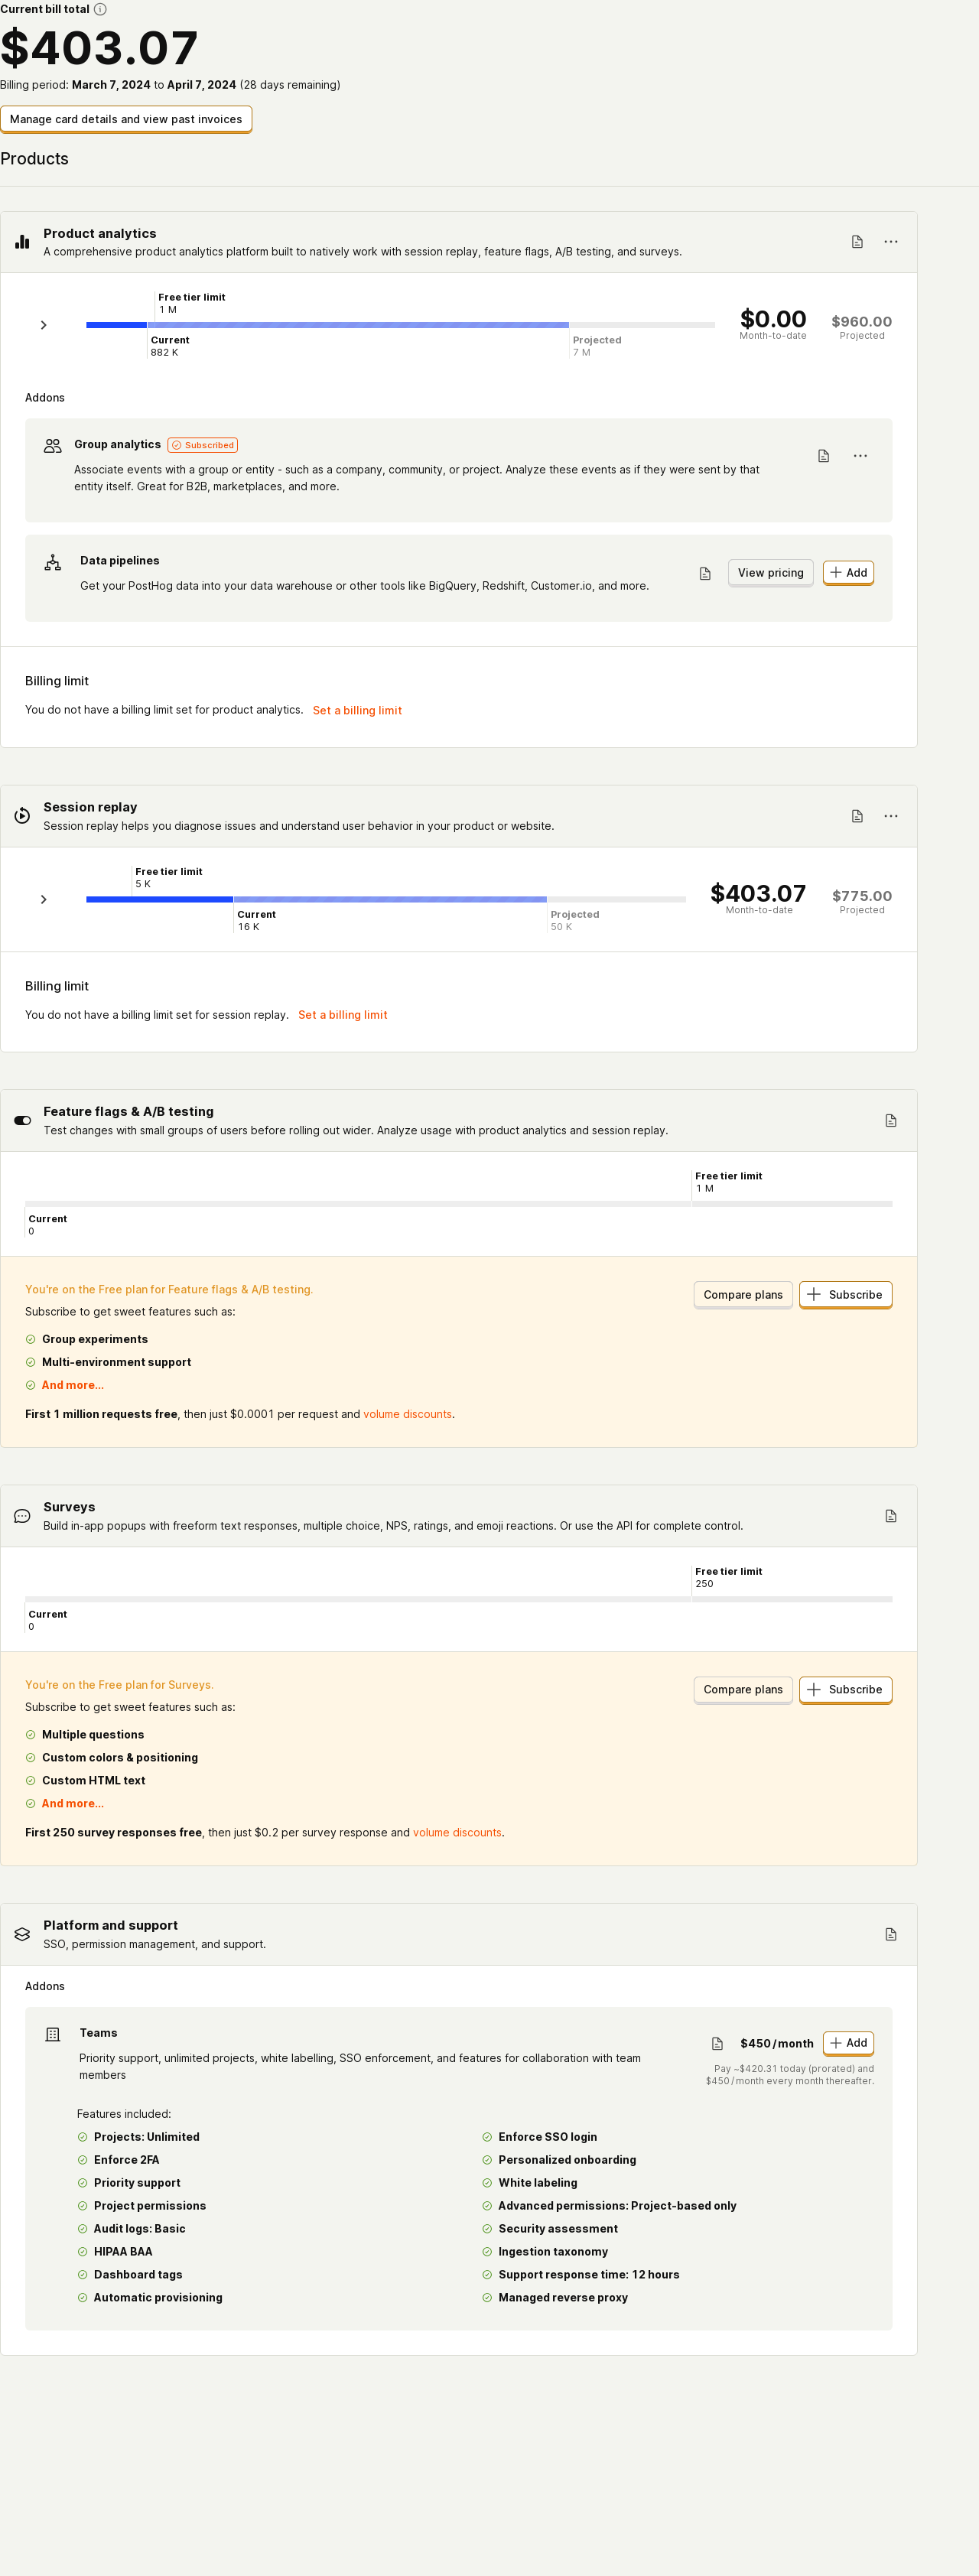 Current bill total
$403.07
Billing period: March 7, 2024 to April 7, 2024 (28 days remaining)
Manage card details and view past invoices
Products
Product analytics
A comprehensive product analytics platform built to natively work with session replay, feature flags, A/B testing, and surveys.
Free tier limit
1 M
Current
882 K
Projected
7 M
$0.00
Month-to-date
$960.00
Projected
Addons
Group analytics Subscribed
Associate events with a group or entity - such as a company, community, or project. Analyze these events as if they were sent by that
entity itself. Great for B2B, marketplaces, and more.
Data pipelines
Get your PostHog data into your data warehouse or other tools like BigQuery, Redshift, Customer.io, and more.
View pricing
Add
Billing limit
You do not have a billing limit set for product analytics. Set a billing limit
Session replay
Session replay helps you diagnose issues and understand user behavior in your product or website.
Free tier limit
5 K
Current
16 K
Projected
50 K
$403.07
Month-to-date
$775.00
Projected
Billing limit
You do not have a billing limit set for session replay. Set a billing limit
Feature flags & A/B testing
Test changes with small groups of users before rolling out wider. Analyze usage with product analytics and session replay.
Free tier limit
1 M
Current
0
You're on the Free plan for Feature flags & A/B testing.
Compare plans
Subscribe
Subscribe to get sweet features such as:
Group experiments
Multi-environment support
And more...
First 1 million requests free, then just $0.0001 per request and volume discounts.
Surveys
Build in-app popups with freeform text responses, multiple choice, NPS, ratings, and emoji reactions. Or use the API for complete control.
Free tier limit
250
Current
0
You're on the Free plan for Surveys.
Compare plans
Subscribe
Subscribe to get sweet features such as:
Multiple questions
Custom colors & positioning
Custom HTML text
And more...
First 250 survey responses free, then just $0.2 per survey response and volume discounts.
Platform and support
SSO, permission management, and support.
Addons
Teams
Priority support, unlimited projects, white labelling, SSO enforcement, and features for collaboration with team
members
$450/month
Add
Pay ~$420.31 today (prorated) and
$450/month every month thereafter.
Features included:
Projects: Unlimited
Enforce 2FA
Priority support
Project permissions
Audit logs: Basic
HIPAA BAA
Dashboard tags
Automatic provisioning
Enforce SSO login
Personalized onboarding
White labeling
Advanced permissions: Project-based only
Security assessment
Ingestion taxonomy
Support response time: 12 hours
Managed reverse proxy